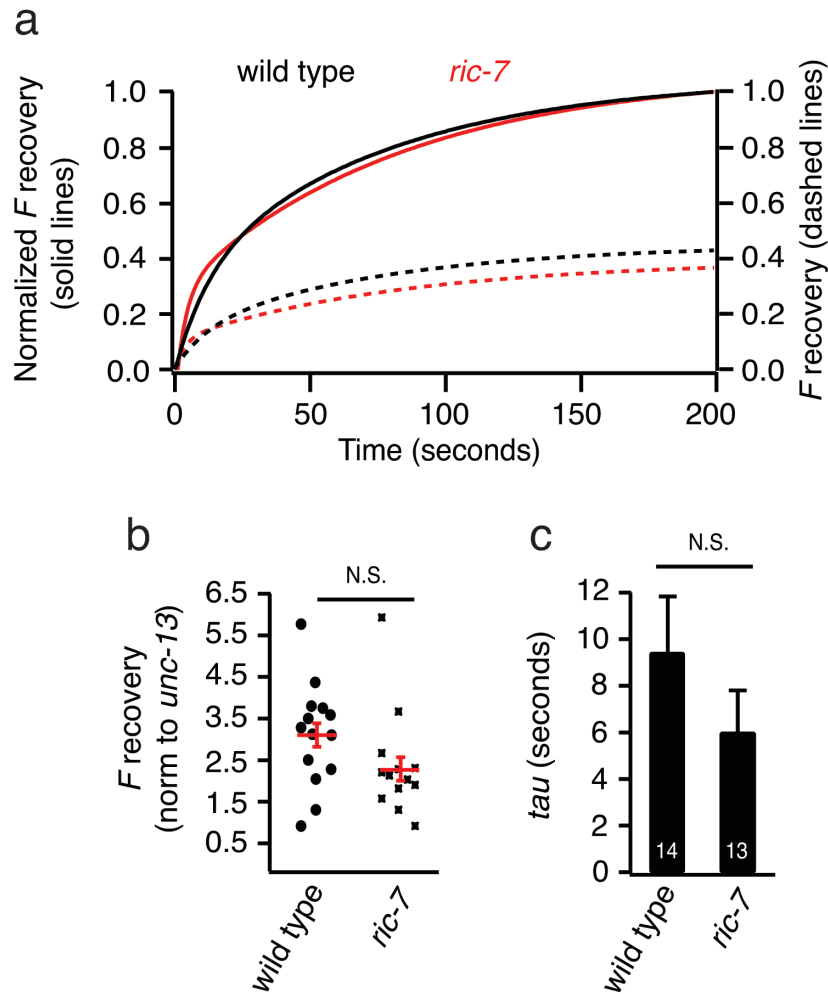 a
wild type ric-7
Normalized F recovery
(solid lines)
1.0
0.8
0.6
0.4
0.2
0.0
1.0
0.8
0.6
0.4
0.2
0.0
F recovery (dashed lines)
0 50 100 150 200
Time (seconds)
b
N.S.
F recovery
(norm to unc-13)
6.5
5.5
4.5
3.5
2.5
1.5
0.5
wild type
ric-7
c
N.S.
tau (seconds)
12
10
8
6
4
2
0
14 13
wild type
ric-7